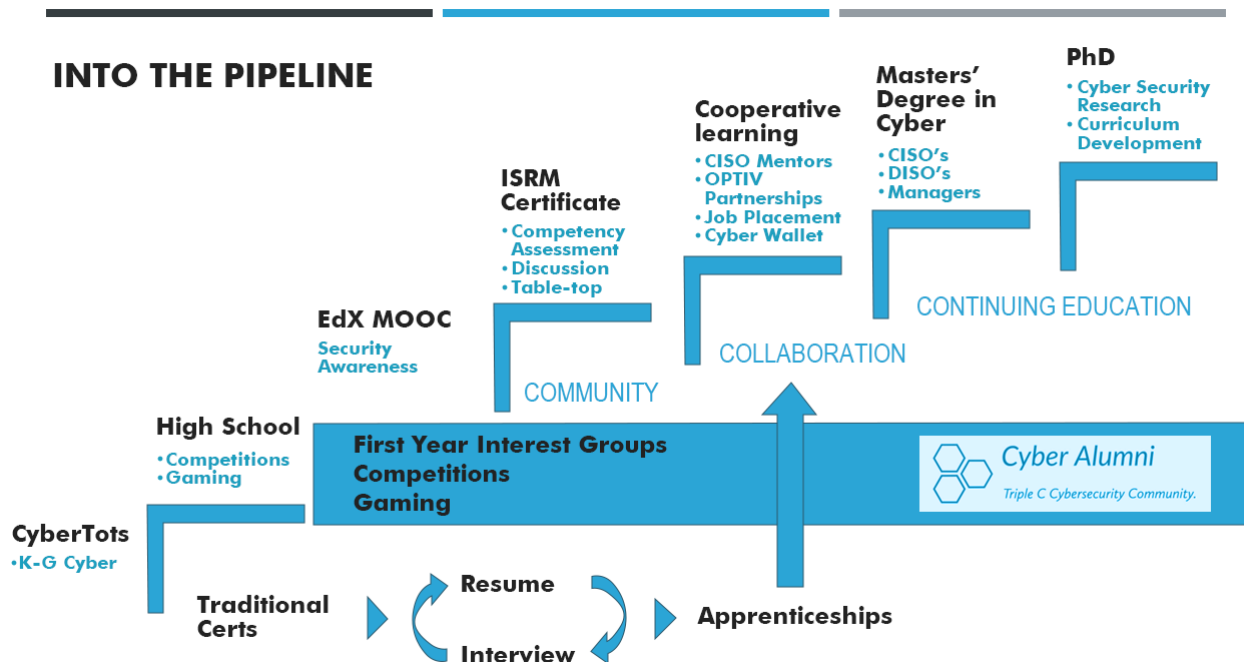 INTO THE PIPELINE
PhD
• Cyber Security
Research
• Curriculum
Development
Masters'
Degree in
Cyber
• CISO's
• DISO's
• Managers
Cooperative
learning
• CISO Mentors
• OPTIV
Partnerships
• Job Placement
• Cyber Wallet
ISRM
Certificate
• Competency
Assessment
• Discussion
• Table-top
EdX MOOC
Security
Awareness
High School
• Competitions
• Gaming
CyberTots
• K-G Cyber
COMMUNITY
COLLABORATION
CONTINUING EDUCATION
First Year Interest Groups
Competitions
Gaming
Cyber Alumni
Triple C Cybersecurity Community.
Traditional
Certs
Resume
Interview
Apprenticeships